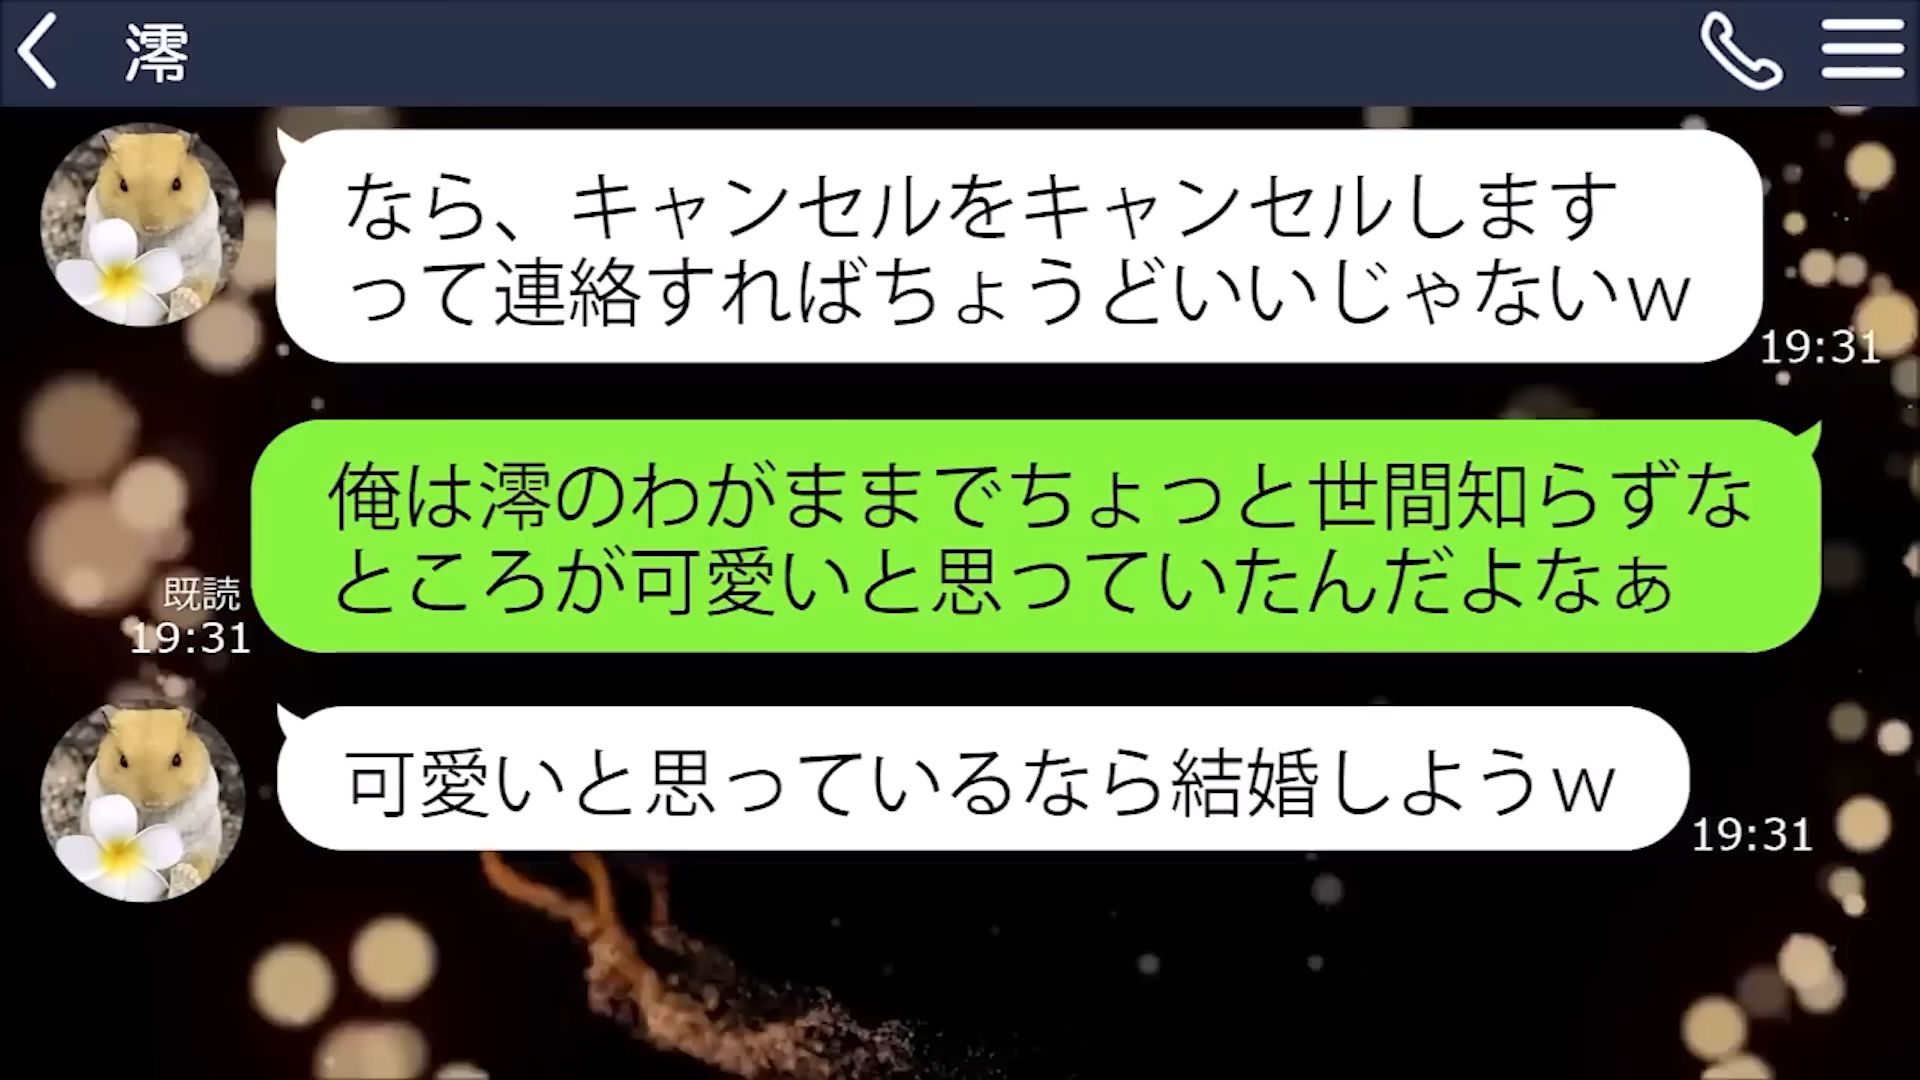 澪
なら、キャンセルをキャンセルします
って連絡すればちょうどいいじゃないｗ
19:31
俺は澪のわがままでちょっと世間知らずな
ところが可愛いと思っていたんだよなぁ
既読
19:31
可愛いと思っているなら結婚しようｗ
19:31